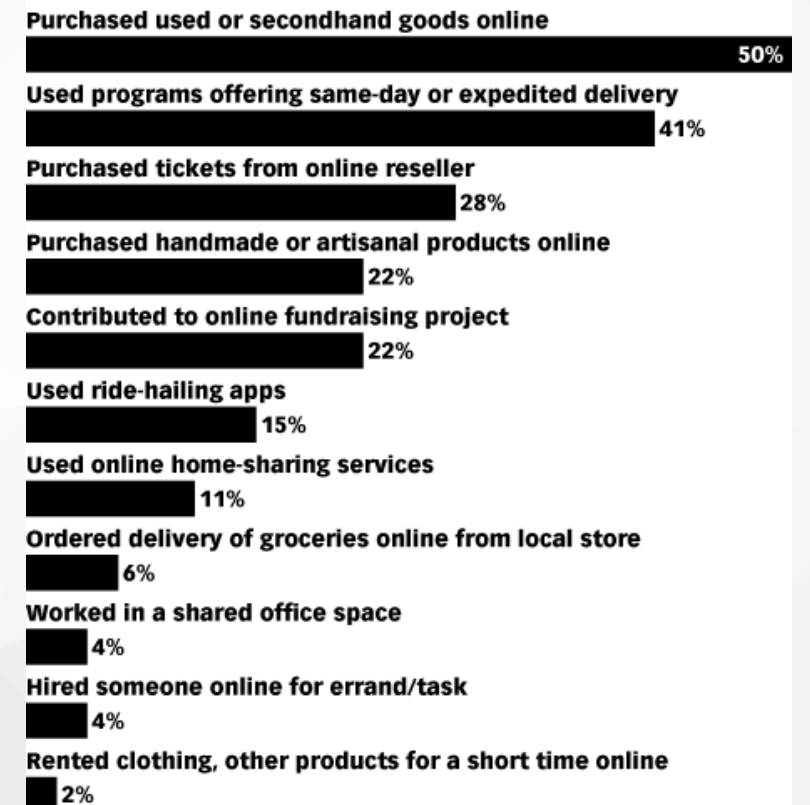 Purchased used or secondhand goods online
50%
Used programs offering same-day or expedited delivery
41%
Purchased tickets from online reseller
28%
Purchased handmade or artisanal products online
22%
Contributed to online fundraising project
22%
Used ride-hailing apps
15%
Used online home-sharing services
11%
Ordered delivery of groceries online from local store
6%
Worked in a shared office space
4%
Hired someone online for errand/task
4%
Rented clothing, other products for a short time online
2%